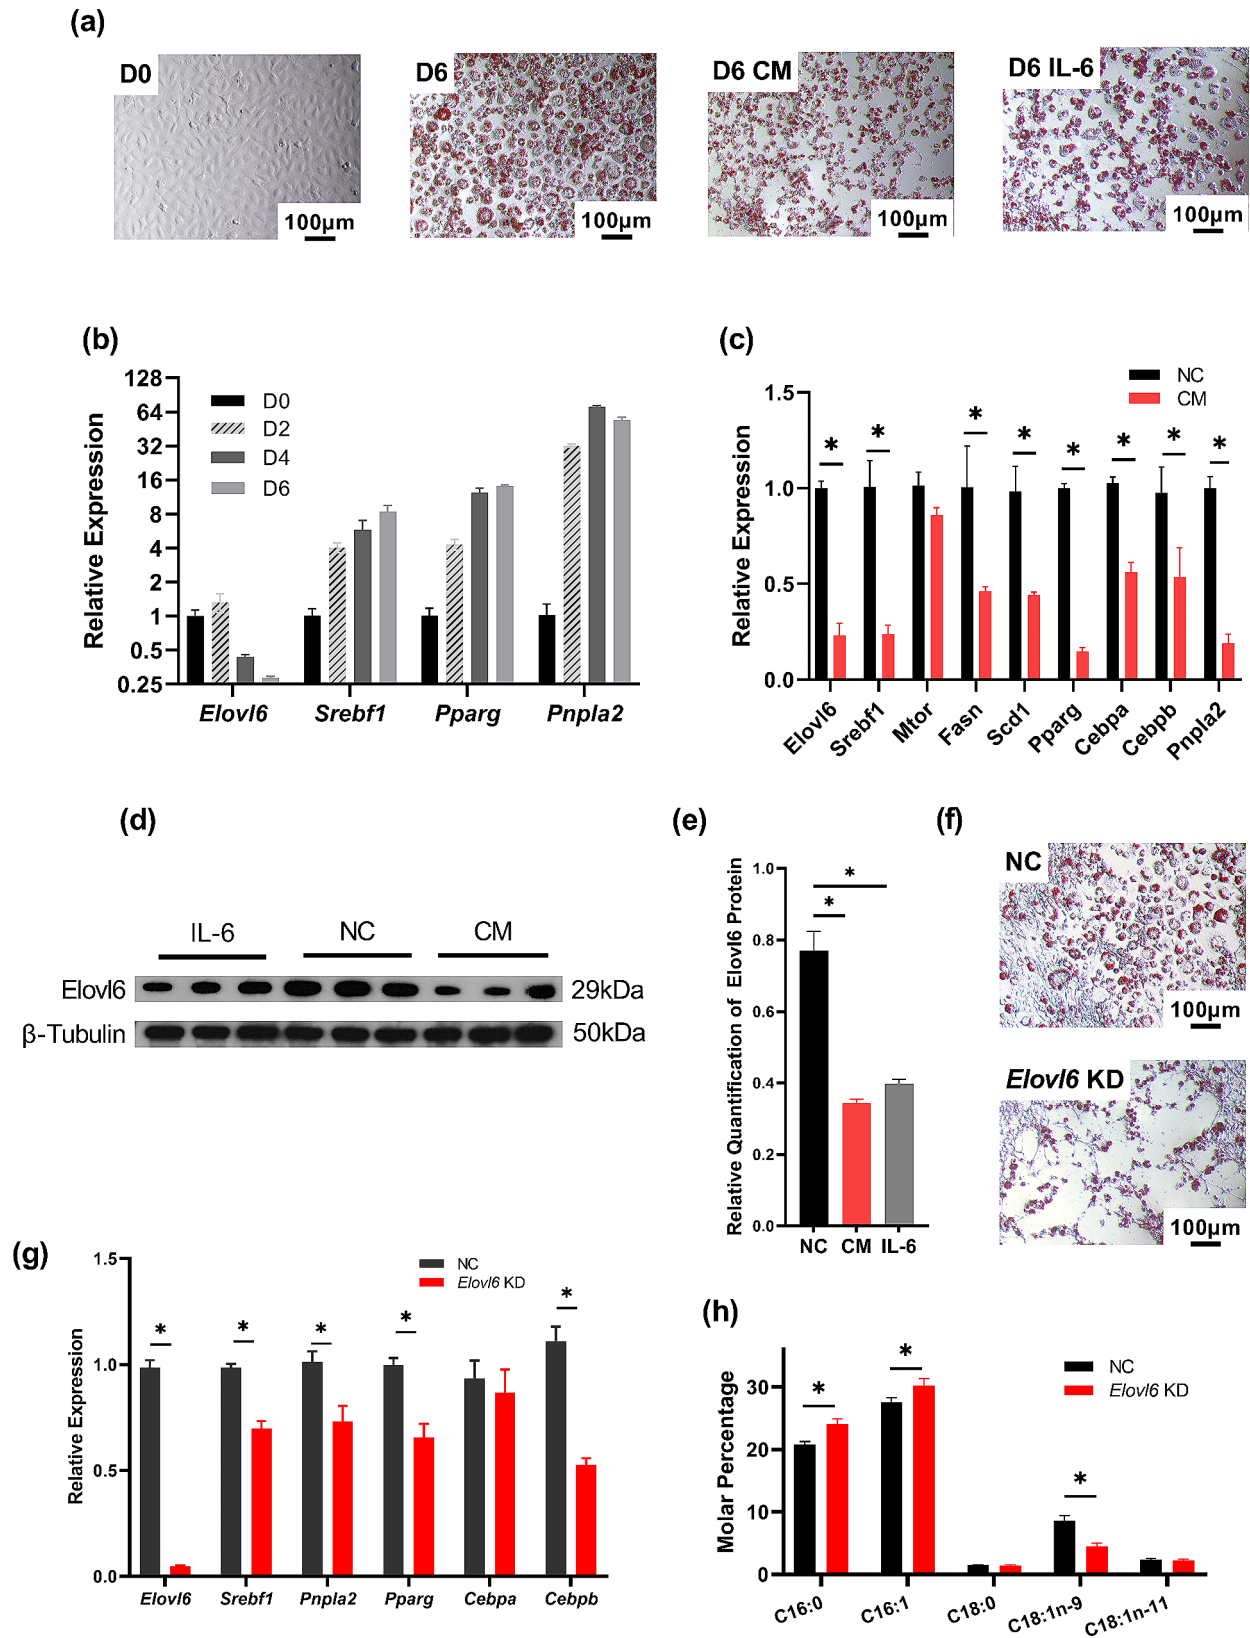 (a)
D0
100μm
D6
100μm
D6 CM
100μm
D6 IL-6
100μm
(b)
Relative Expression
128
64
32
16
8
4
2
1
0.5
0.25
D0
D2
D4
D6
Elovl6 Srebf1 Pparg Pnpla2
(c)
Relative Expression
1.5
1.0
0.5
0.0
NC
CM
* * * * * * * *
Elovl6 Srebf1 Mtor Fasn Scd1 Pparg Cebpa Cebpb Pnpla2
(d)
IL-6 NC CM
Elovl6 29kDa
β-Tubulin 50kDa
(e)
Relative Quantification of Elovl6 Protein
1.0
0.8
0.6
0.4
0.2
0.0
*
*
NC CM IL-6
(f)
NC
100μm
Elovl6 KD
100μm
(g)
Relative Expression
1.5
1.0
0.5
0.0
NC
Elovl6 KD
* * * * *
Elovl6 Srebf1 Pnpla2 Pparg Cebpa Cebpb
(h)
Molar Percentage
30
20
10
0
NC
Elovl6 KD
* * *
C16:0 C16:1 C18:0 C18:1n-9 C18:1n-11